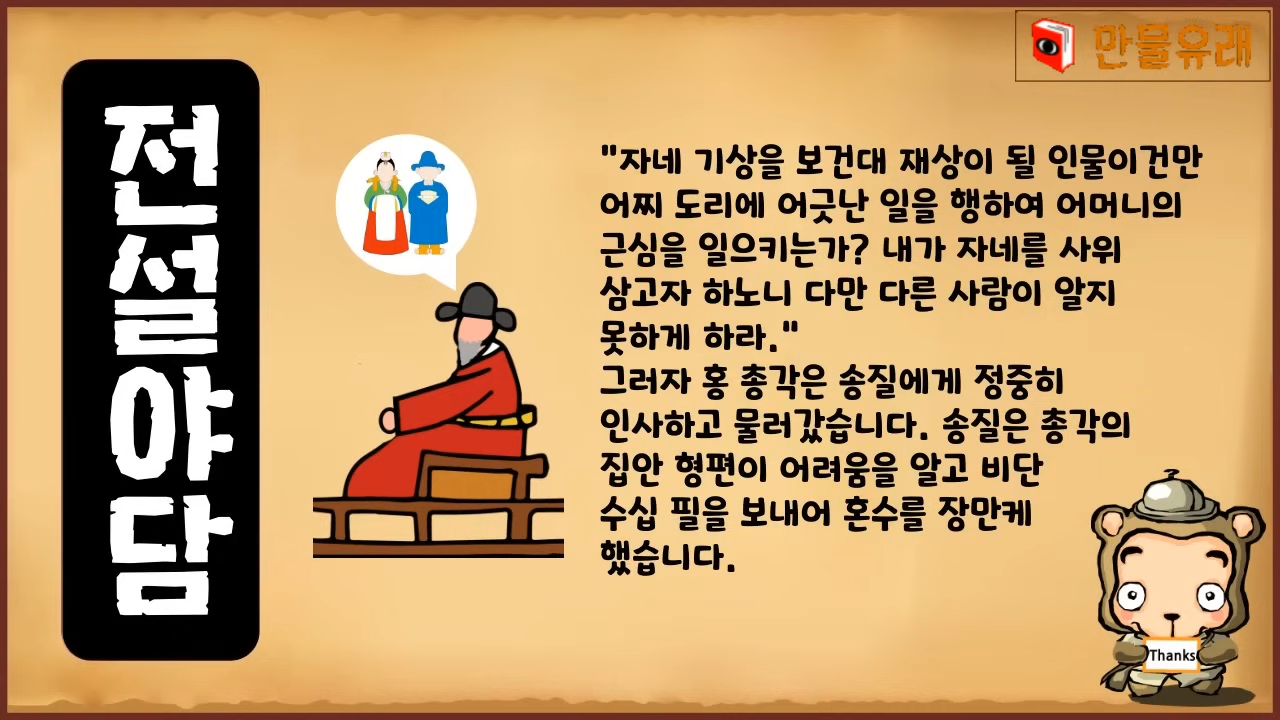 만물유래
전설야담
"자네 기상을 보건대 재상이 될 인물이건만
어찌 도리에 어긋난 일을 행하여 어머니의
근심을 일으키는가? 내가 자네를 사위
삼고자 하노니 다만 다른 사람이 알지
못하게 하라."
그러자 홍 총각은 송질에게 정중히
인사하고 물러갔습니다. 송질은 총각의
집안 형편이 어려움을 알고 비단
수십 필을 보내어 혼수를 장만케
했습니다.
Thanks